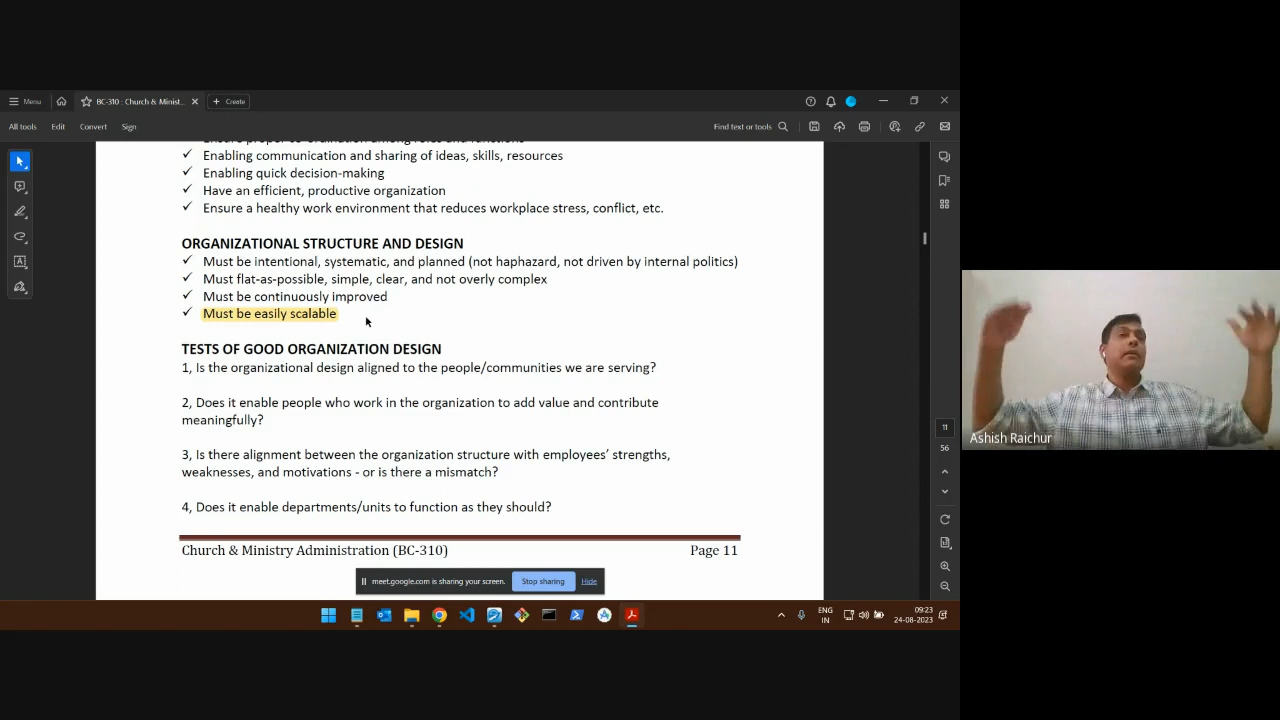 Menu
BC-310 : Church & Minist...
Create
All tools
Edit
Convert
Sign
Find text or tools
Enabling communication and sharing of ideas, skills, resources
Enabling quick decision-making
Have an efficient, productive organization
Ensure a healthy work environment that reduces workplace stress, conflict, etc.
ORGANIZATIONAL STRUCTURE AND DESIGN
Must be intentional, systematic, and planned (not haphazard, not driven by internal politics)
Must flat-as-possible, simple, clear, and not overly complex
Must be continuously improved
Must be easily scalable
TESTS OF GOOD ORGANIZATION DESIGN
1, Is the organizational design aligned to the people/communities we are serving?
2, Does it enable people who work in the organization to add value and contribute
meaningfully?
3, Is there alignment between the organization structure with employees' strengths,
weaknesses, and motivations - or is there a mismatch?
4, Does it enable departments/units to function as they should?
Church & Ministry Administration (BC-310)
Page 11
11
56
meet.google.com is sharing your screen.
Stop sharing
Hide
ENG
IN
09:23
24-08-2023
Ashish Raichur